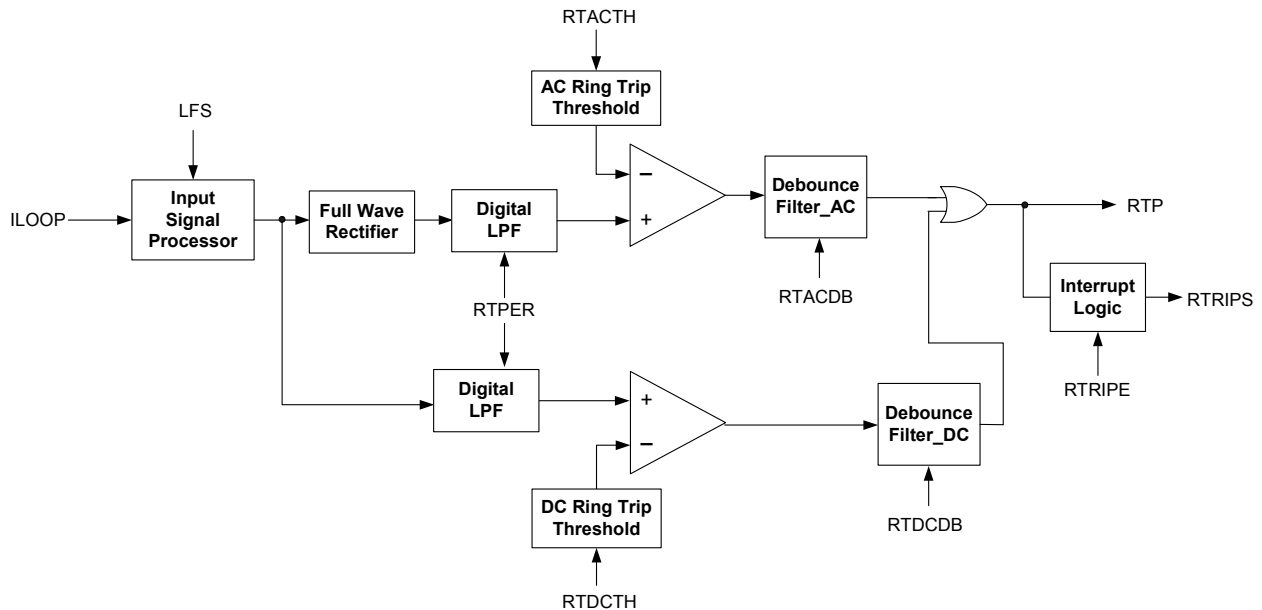 RTACTH
AC Ring Trip
Threshold
LFS
Input
Signal
Processor
ILOOP
Full Wave
Rectifier
Digital
LPF
−
+
Debounce
Filter_AC
RTP
RTPER
RTACDB
Interrupt
Logic
RTRIPS
Digital
LPF
+
−
Debounce
Filter_DC
RTRIPE
DC Ring Trip
Threshold
RTDCDB
RTDCTH